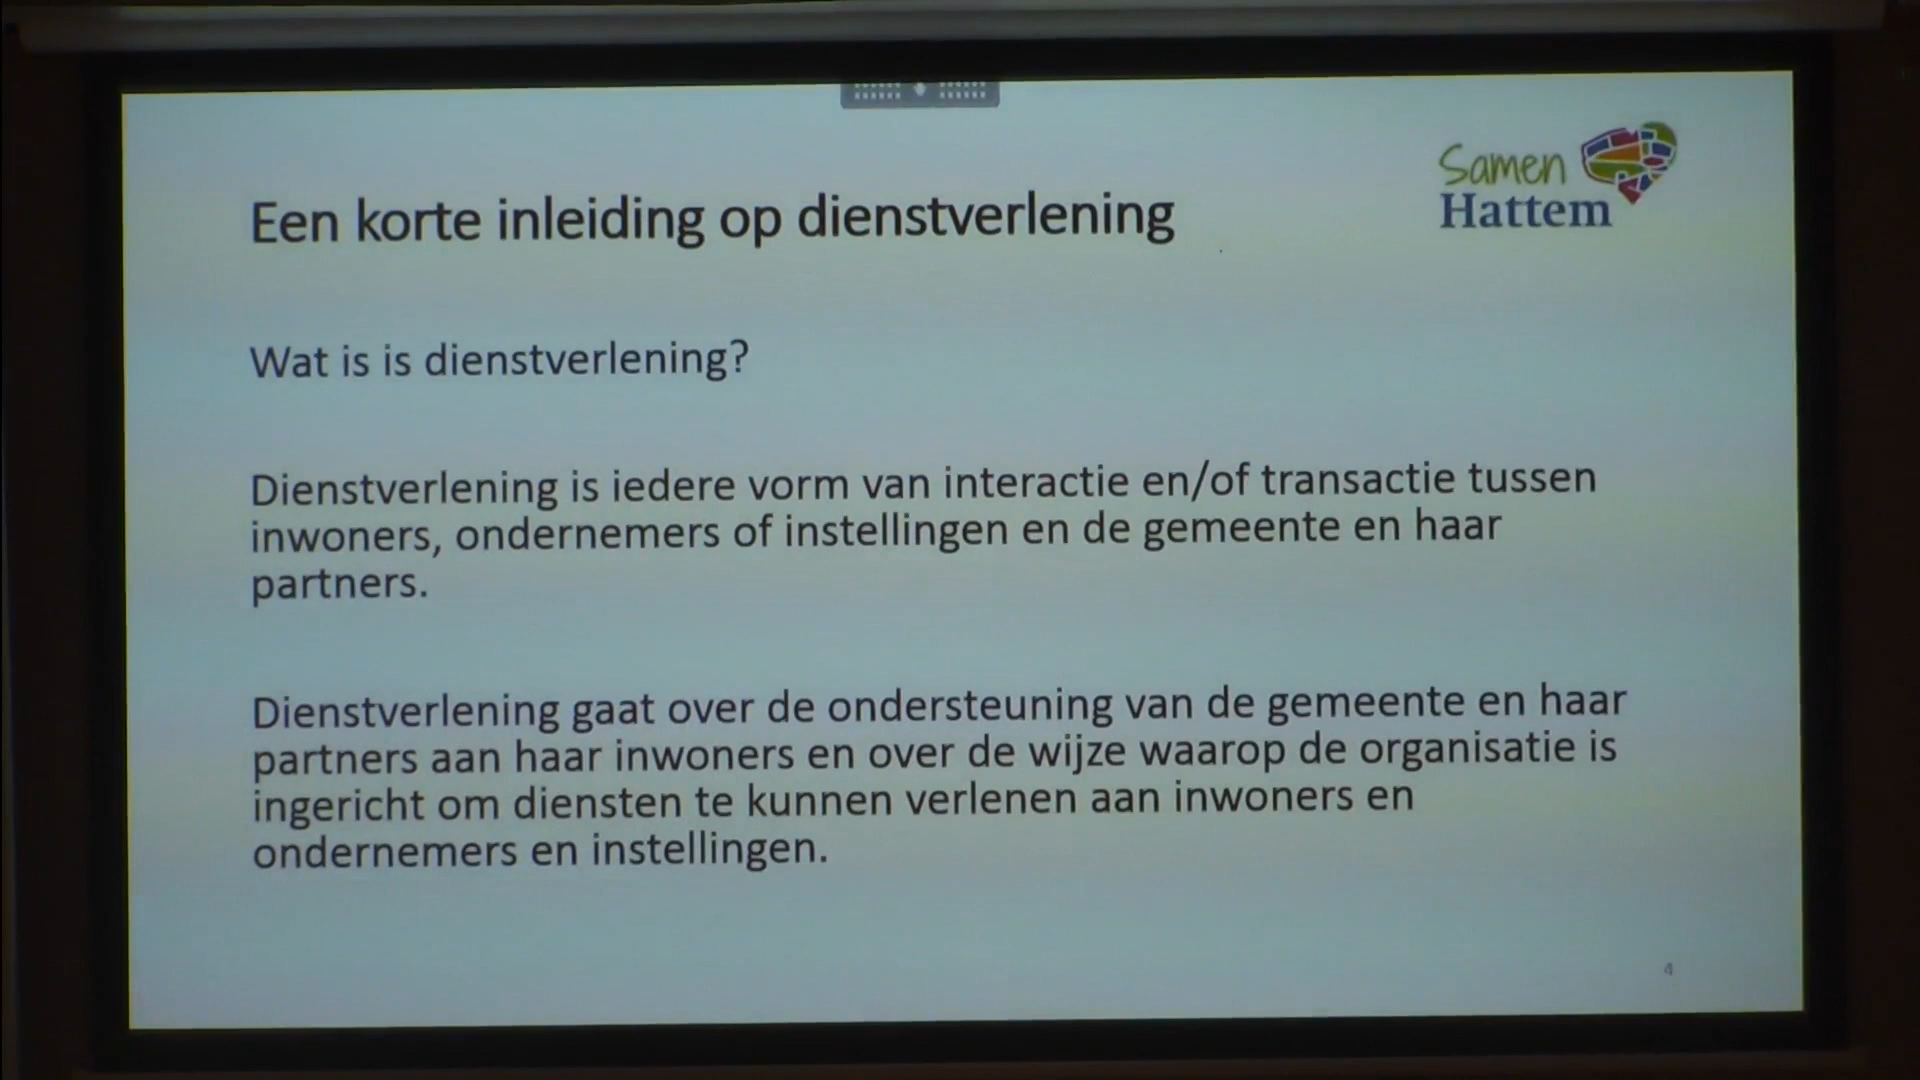 Samen
Hattem
Een korte inleiding op dienstverlening
Wat is is dienstverlening?
Dienstverlening is iedere vorm van interactie en/of transactie tussen
inwoners, ondernemers of instellingen en de gemeente en haar
partners.
Dienstverlening gaat over de ondersteuning van de gemeente en haar
partners aan haar inwoners en over de wijze waarop de organisatie is
ingericht om diensten te kunnen verlenen aan inwoners en
ondernemers en instellingen.
4